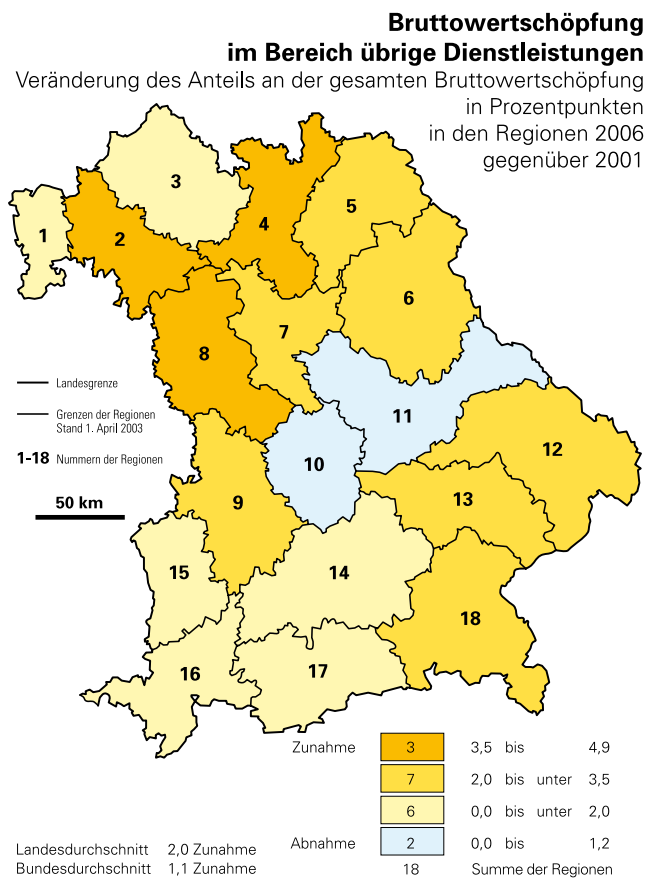 Bruttowertschöpfung
im Bereich übrige Dienstleistungen
Veränderung des Anteils an der gesamten Bruttowertschöpfung
in Prozentpunkten
in den Regionen 2006
gegenüber 2001
3
5
4
1
2
6
7
8
Landesgrenze
Grenzen der Regionen
Stand 1. April 2003
1-18 Nummern der Regionen
50 km
11
12
10
13
9
15
14
18
16
17
Zunahme 3 3,5 bis 4,9
7 2,0 bis unter 3,5
6 0,0 bis unter 2,0
Abnahme 2 0,0 bis 1,2
18 Summe der Regionen
Landesdurchschnitt 2,0 Zunahme
Bundesdurchschnitt 1,1 Zunahme